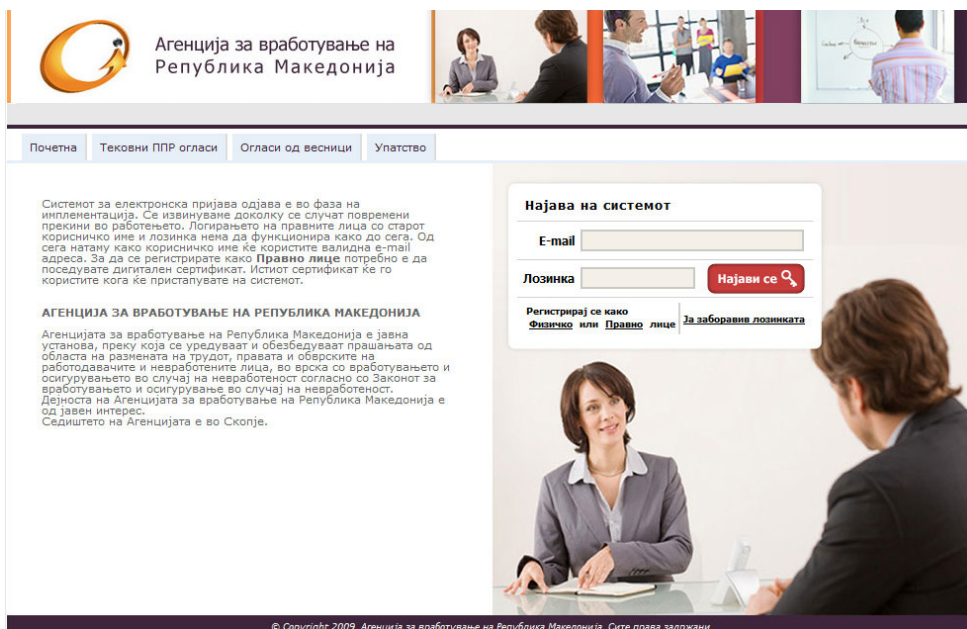 Агенција за вработување на
Република Македонија
Почетна
Тековни ППР огласи
Огласи од весници
Упатство
Системот за електронска пријава одјава е во фаза на
имплементација. Се извинуваме доколку се случат повремени
прекини во работењето. Логирањето на правните лица со старот
корисничко име и лозинка нема да функционира како до сега. Од
сега натаму како корисничко име ќе користите валидна e-mail
адреса. За да се регистрирате како Правно лице потребно е да
поседувате дигитален сертификат. Истиот сертификат ќе го
користите кога ќе пристапувате на системот.
АГЕНЦИЈА ЗА ВРАБОТУВАЊЕ НА РЕПУБЛИКА МАКЕДОНИЈА
Агенцијата за вработување на Република Македонија е јавна
установа, преку која се уредуваат и обезбедуваат прашањата од
областа на размената на трудот, правата и обврските на
работодавачите и невработените лица, во врска со вработувањето и
осигурувањето во случај на невработеност согласно со Законот за
вработувањето и осигурување во случај на невработеност.
Дејноста на Агенцијата за вработување на Република Македонија е
од јавен интерес.
Седиштето на Агенцијата е во Скопје.
Најава на системот
E-mail
Лозинка
Најави се
Регистрирај се како
Физичко или Правно лице
Ја заборавив лозинката
© Copyright 2009. Агенција за вработување на Република Македонија. Сите права задржани.